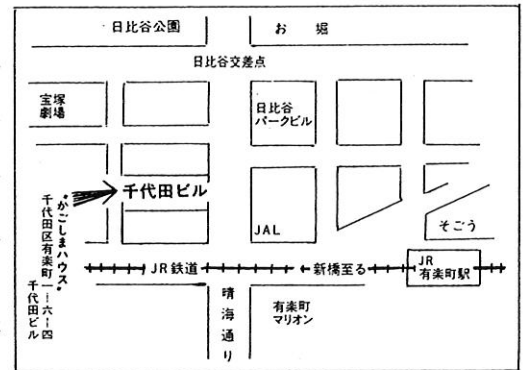 日比谷公園
お堀
日比谷交差点
宝塚
劇場
日比谷
パークビル
千代田ビル
“かごしまハウス”
千代田区有楽町一－六－四
千代田ビル
JAL
そごう
JR鉄道
新橋至る
JR
有楽町駅
晴海通り
有楽町
マリオン